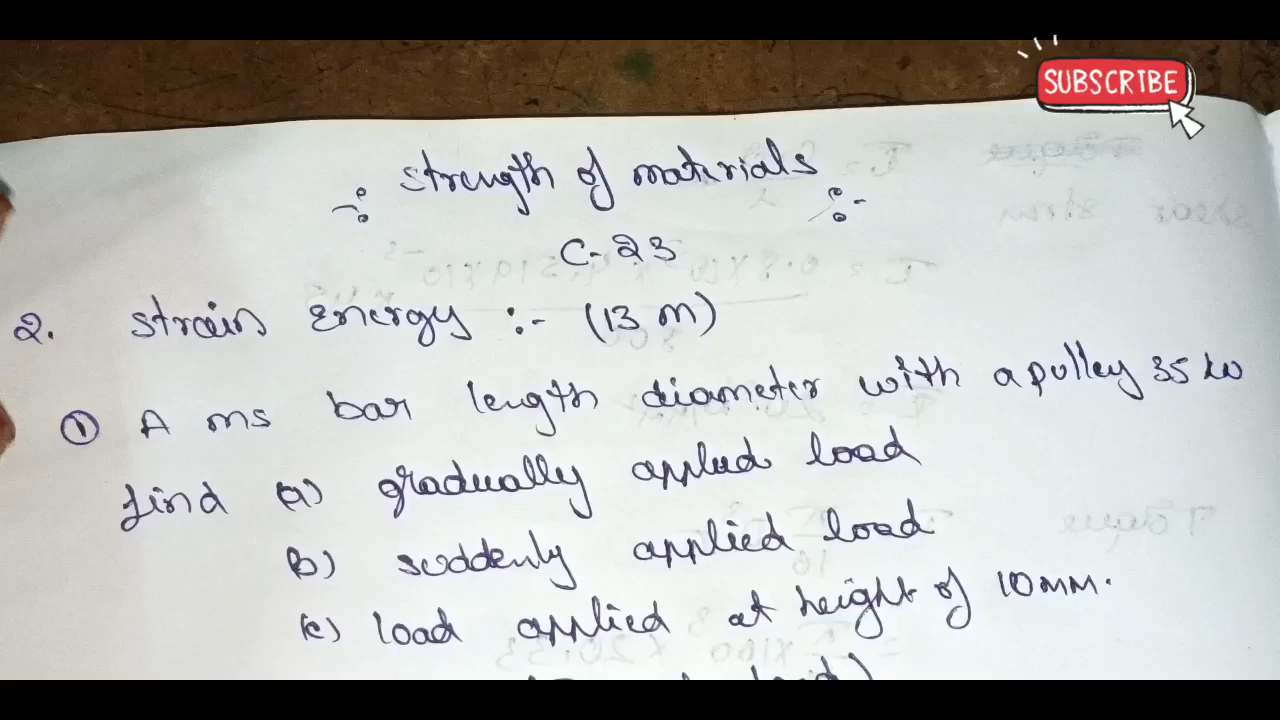 SUBSCRIBE
strength of materials
C-23
2. strain energy :- (13 m)
① A ms bar length diameter with a pulley 35
find (a) gradually applied load
(b) suddenly applied load
(c) load applied at height of 10MM.